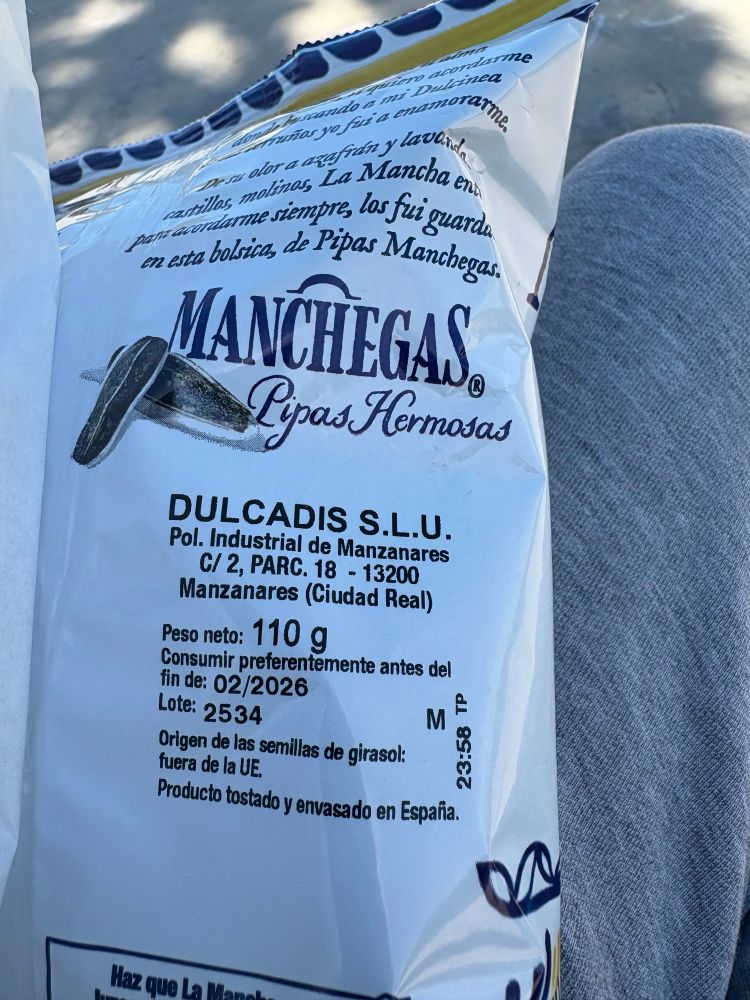 alma
quiero acordarme
donde buscando a mi Dulcinea
terruños yo fui a enamorarme.
De su olor a azafrán y lavanda,
castillos, molinos, La Mancha
para acordarme siempre, los fui
en esta bolsica, de Pipas Manchegas.
MANCHEGAS®
Pipas Hermosas
DULCADIS S.L.U.
Pol. Industrial de Manzanares
C/ 2, PARC. 18 - 13200
Manzanares (Ciudad Real)
Peso neto: 110 g
Consumir preferentemente antes del
fin de: 02/2026
Lote: 2534
M
23:58 TP
Origen de las semillas de girasol:
fuera de la UE.
Producto tostado y envasado en España.
Haz que La